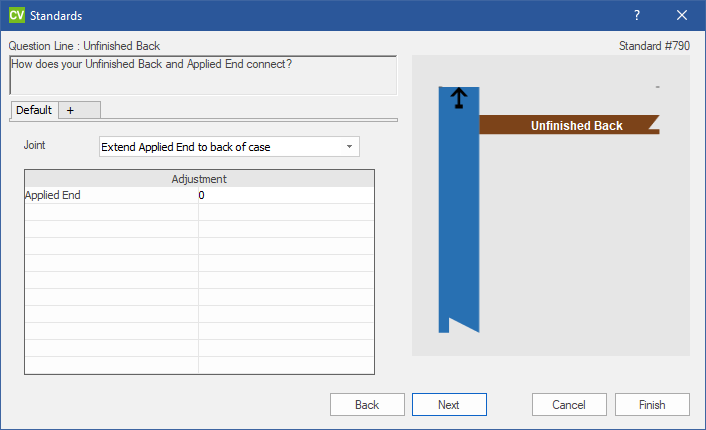 CV Standards ?
Question Line : Unfinished Back Standard #790
How does your Unfinished Back and Applied End connect?
Default +
Joint Extend Applied End to back of case
Adjustment
Applied End 0
Unfinished Back
Back Next Cancel Finish